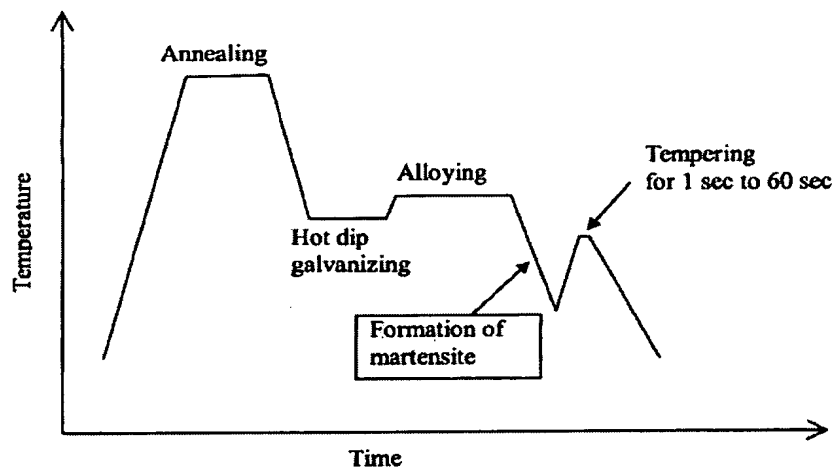 Annealing
Tempering
for 1 sec to 60 sec
Alloying
Temperature
Hot dip
galvanizing
Formation of
martensite
Time